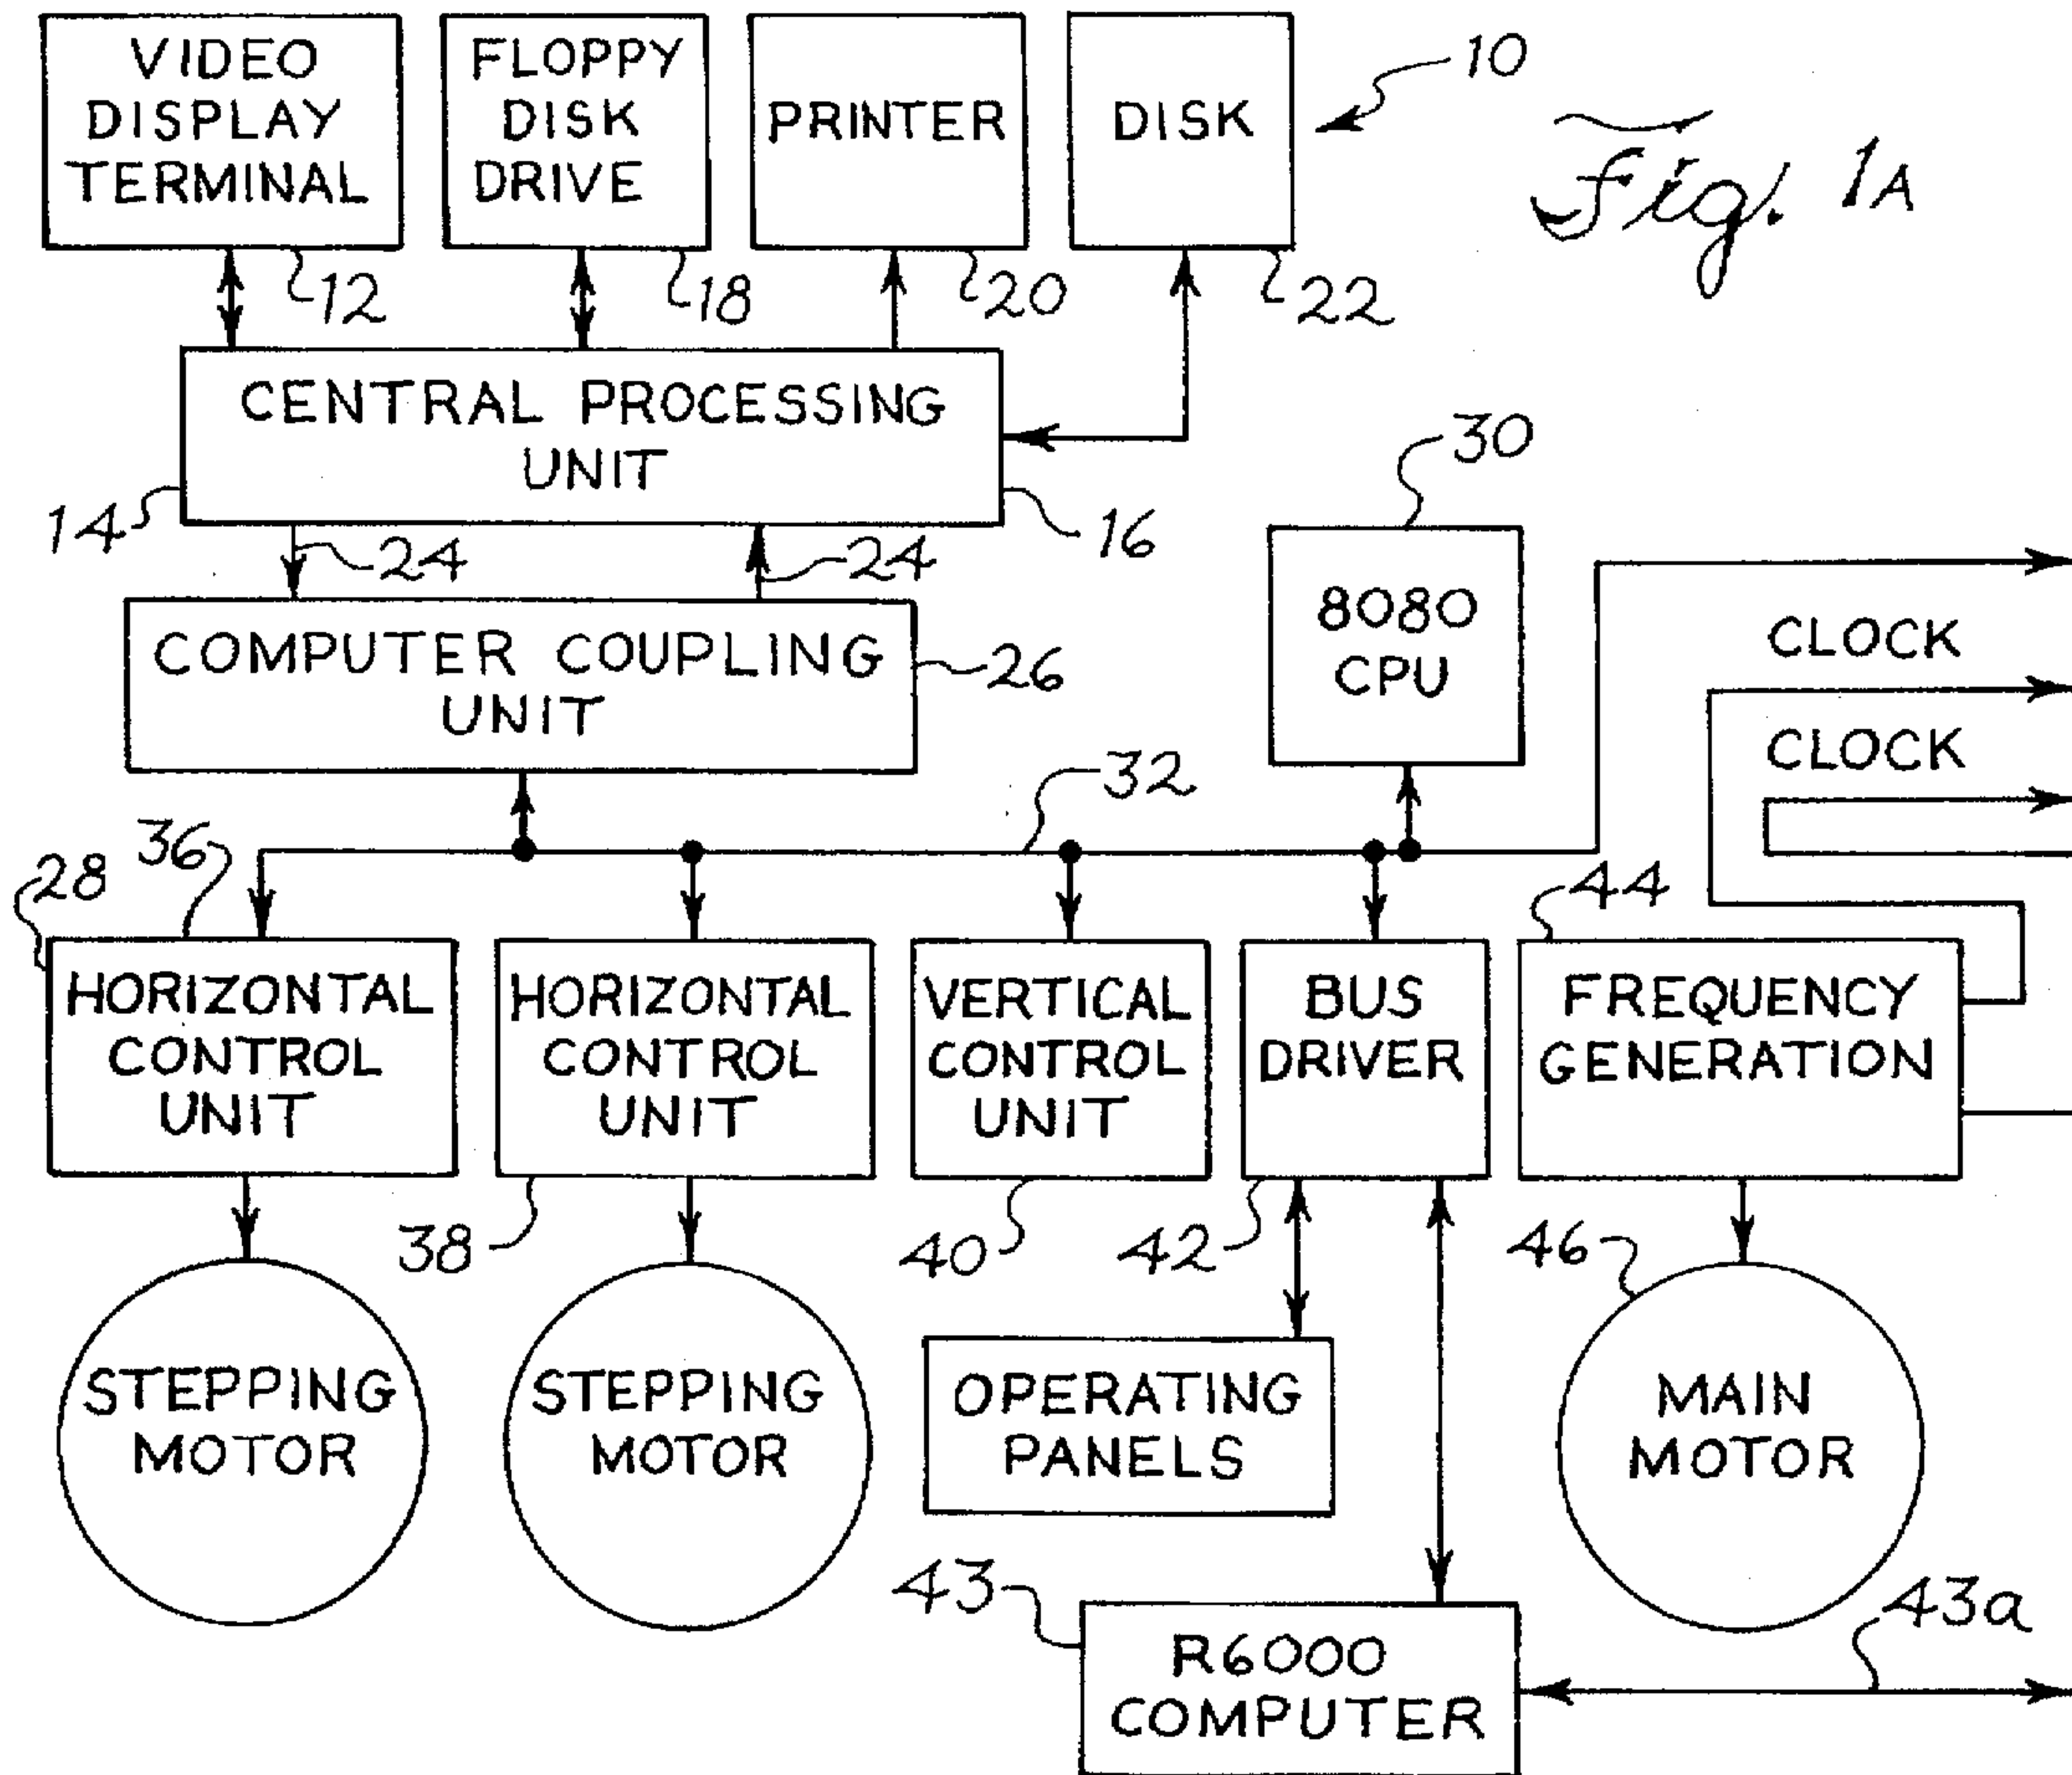 VIDEO
DISPLAY
TERMINAL
FLOPPY
DISK
DRIVE
PRINTER
DISK
10
Fig. 1A
12
18
20
22
CENTRAL PROCESSING
UNIT
14
16
24
24
30
8080
CPU
COMPUTER COUPLING
UNIT
26
CLOCK
CLOCK
32
36
28
44
HORIZONTAL
CONTROL
UNIT
HORIZONTAL
CONTROL
UNIT
VERTICAL
CONTROL
UNIT
BUS
DRIVER
FREQUENCY
GENERATION
38
40
42
46
STEPPING
MOTOR
STEPPING
MOTOR
OPERATING
PANELS
MAIN
MOTOR
43
43a
R6000
COMPUTER